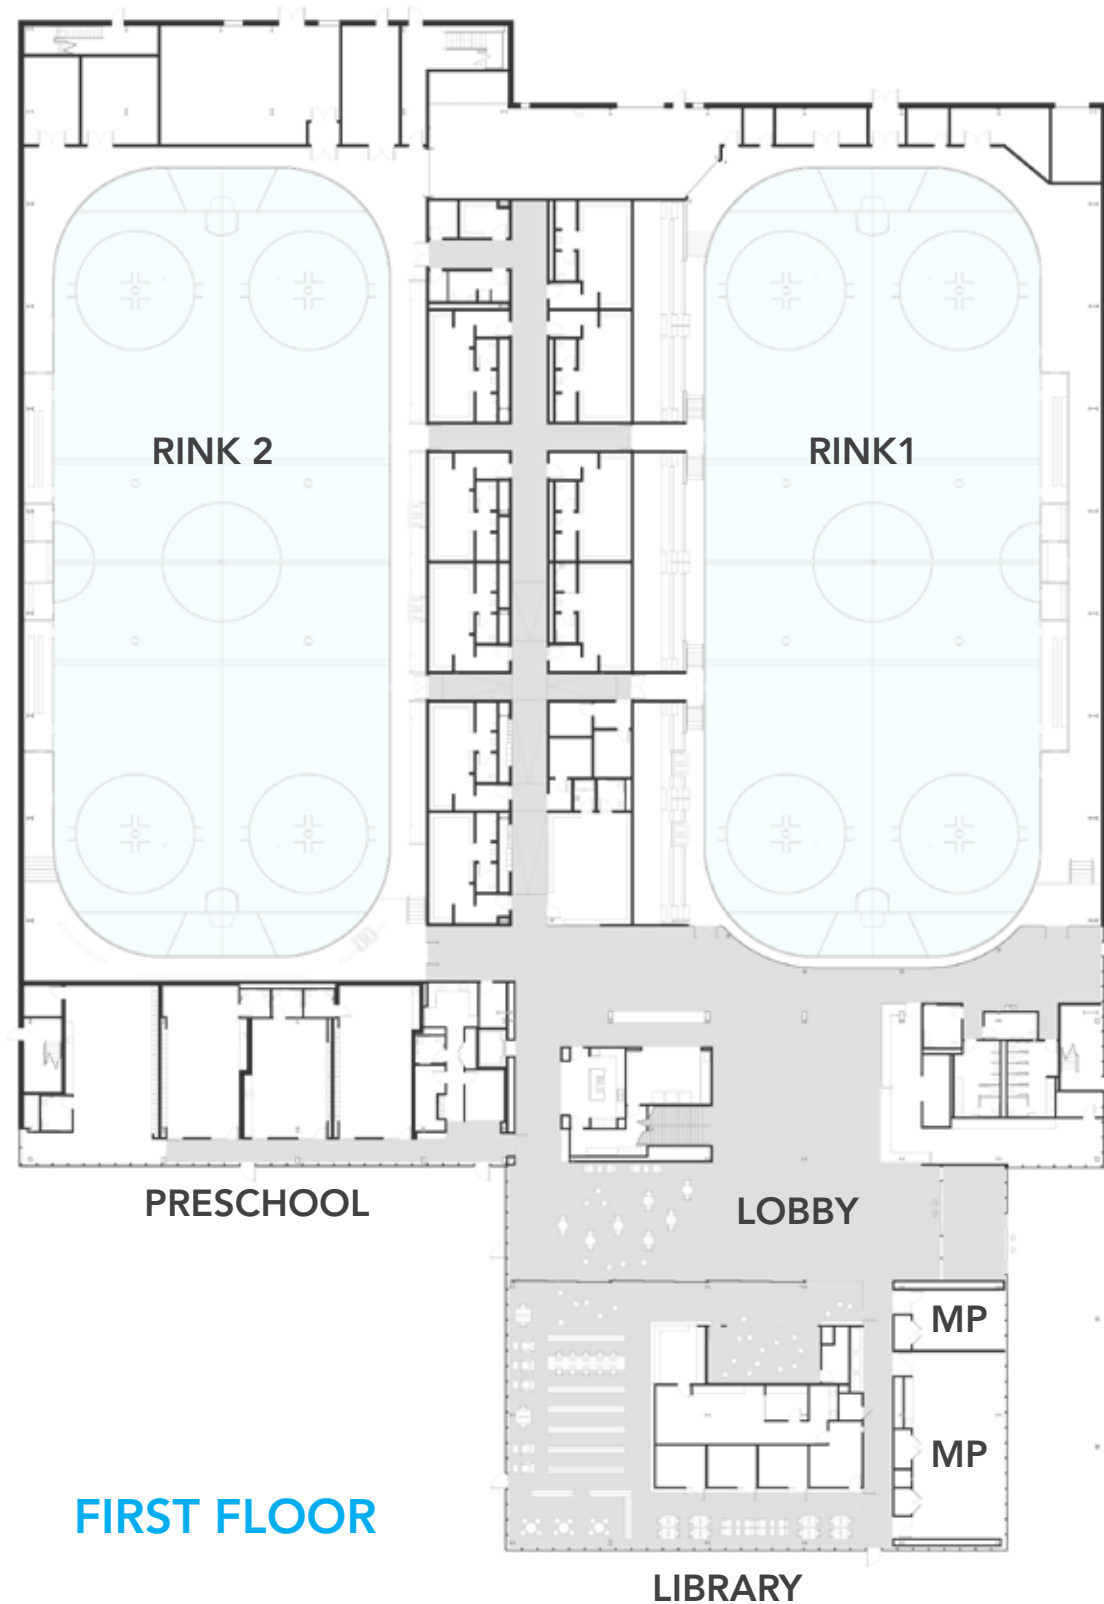 RINK 2
RINK1
PRESCHOOL
LOBBY
MP
MP
FIRST FLOOR
LIBRARY